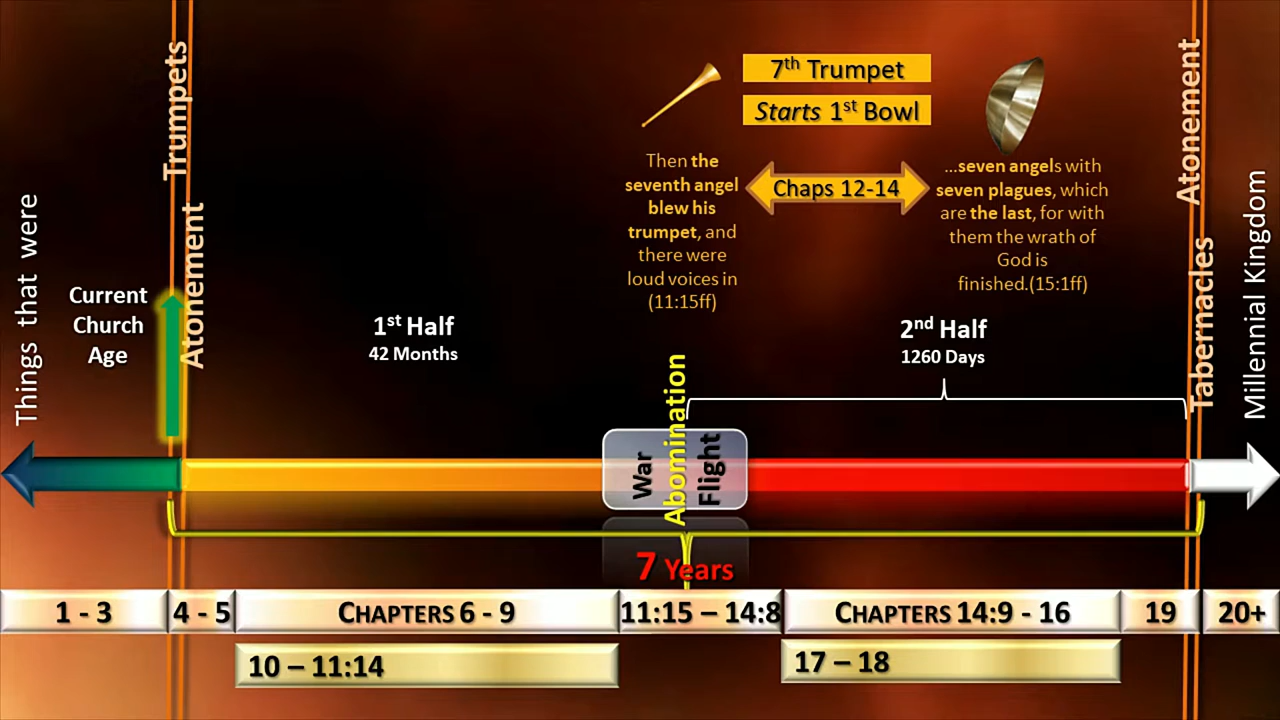 Things that were
Current
Church
Age
Trumpets
Atonement
1st Half
42 Months
7th Trumpet
Starts 1st Bowl
Then the
seventh angel
blew his
trumpet, and
there were
loud voices in
(11:15ff)
Chaps 12-14
...seven angels with
seven plagues, which
are the last, for with
them the wrath of
God is
finished.(15:1ff)
2nd Half
1260 Days
Atonement
Tabernacles
Millennial Kingdom
War
Abomination
Flight
7 Years
1 - 3
4 - 5
CHAPTERS 6 - 9
11:15 – 14:8
CHAPTERS 14:9 - 16
19
20+
10 – 11:14
17 – 18